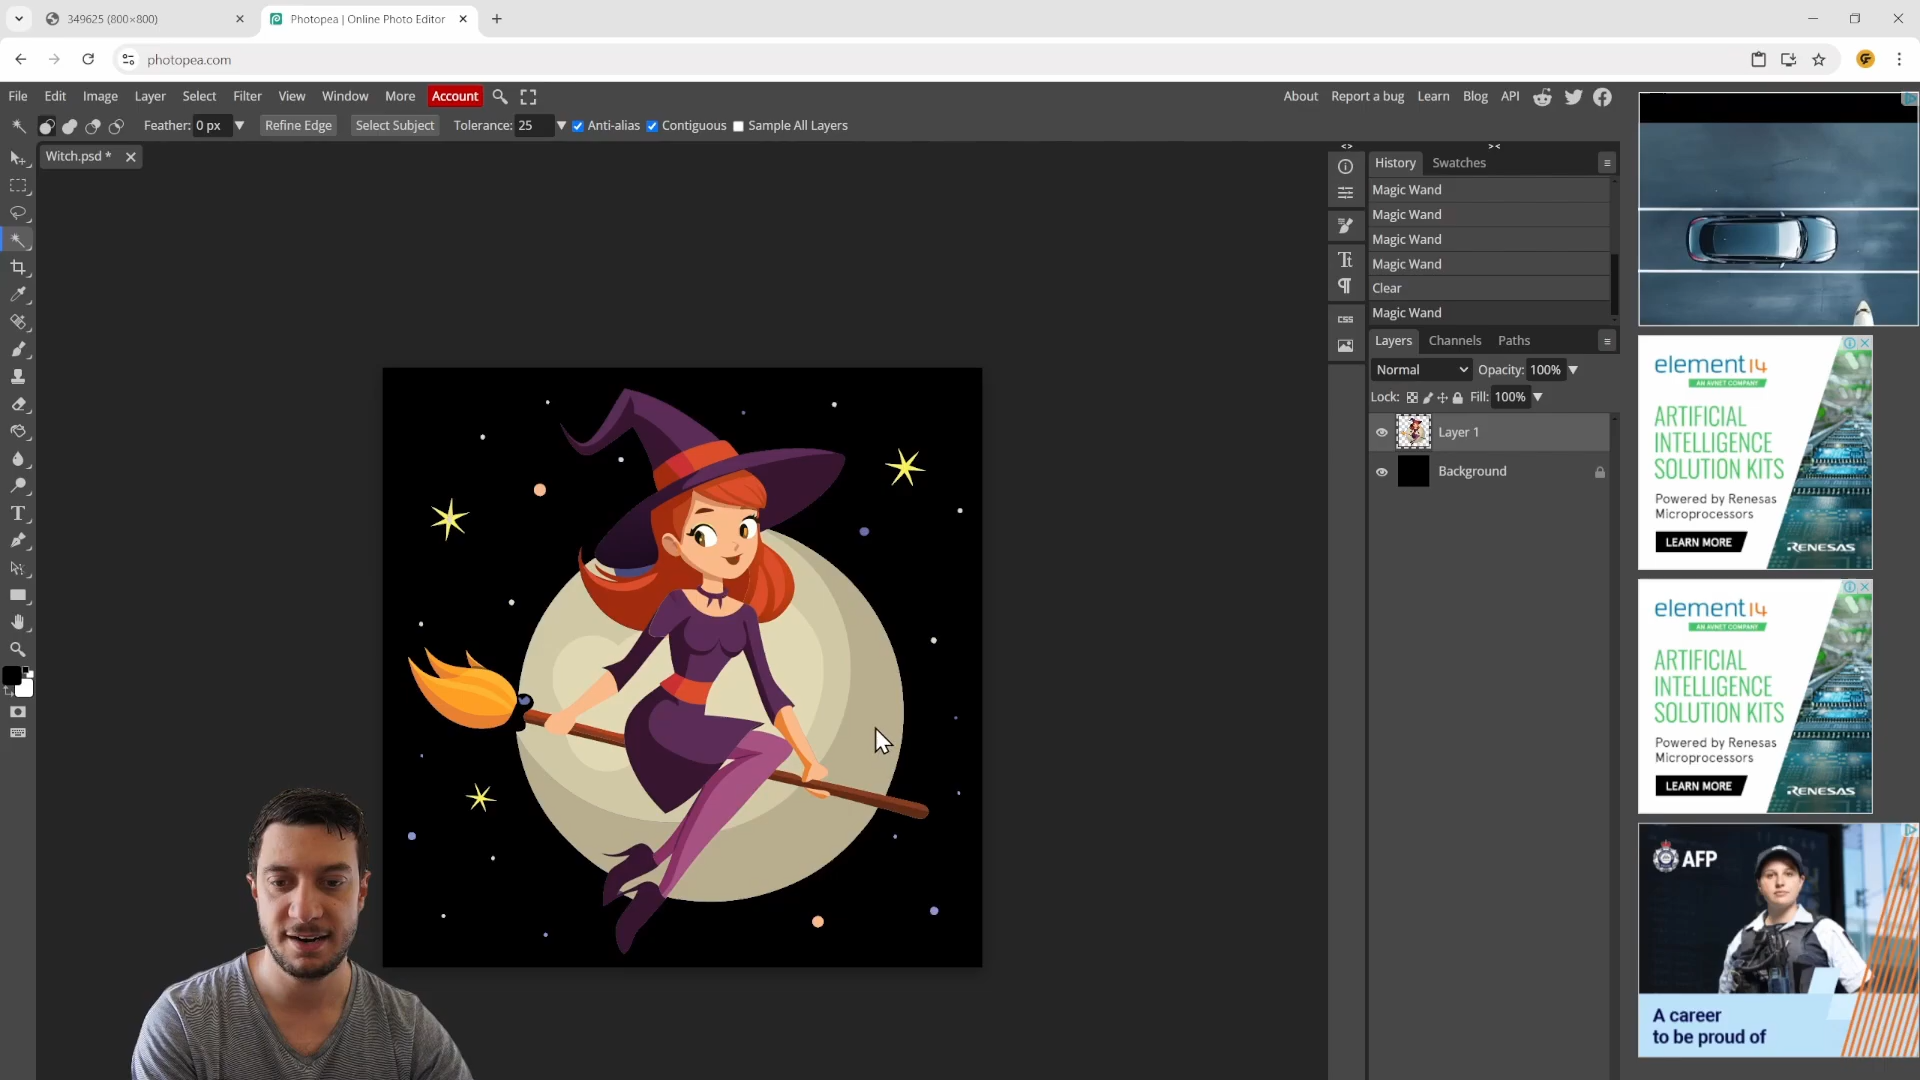 349625 (800×800)
Photopea | Online Photo Editor
photopea.com
File Edit Image Layer Select Filter View Window More Account
About Report a bug Learn Blog API
Feather: 0 px Refine Edge Select Subject Tolerance: 25 Anti-alias Contiguous Sample All Layers
Witch.psd *
History Swatches
Magic Wand
Magic Wand
Magic Wand
Magic Wand
Clear
Magic Wand
CSS
Layers Channels Paths
Normal Opacity: 100%
Lock: Fill: 100%
Layer 1
Background
element14
AN AVNET COMPANY
ARTIFICIAL
INTELLIGENCE
SOLUTION KITS
Powered by Renesas
Microprocessors
LEARN MORE
RENESAS
element14
AN AVNET COMPANY
ARTIFICIAL
INTELLIGENCE
SOLUTION KITS
Powered by Renesas
Microprocessors
LEARN MORE
RENESAS
AFP
A career
to be proud of